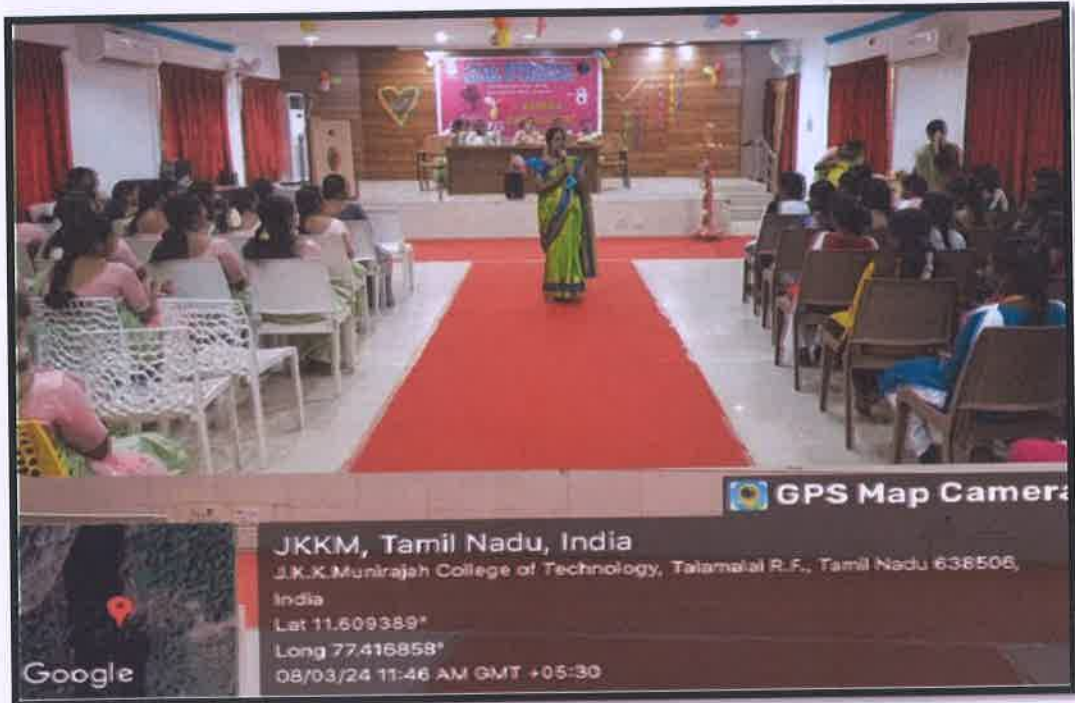 8
GPS Map Camera
JKKM, Tamil Nadu, India
J.K.K.Munirajah College of Technology, Talamalai R.F., Tamil Nadu 638506,
India
Lat 11.609389°
Long 77.416858°
08/03/24 11:46 AM GMT +05:30
Google